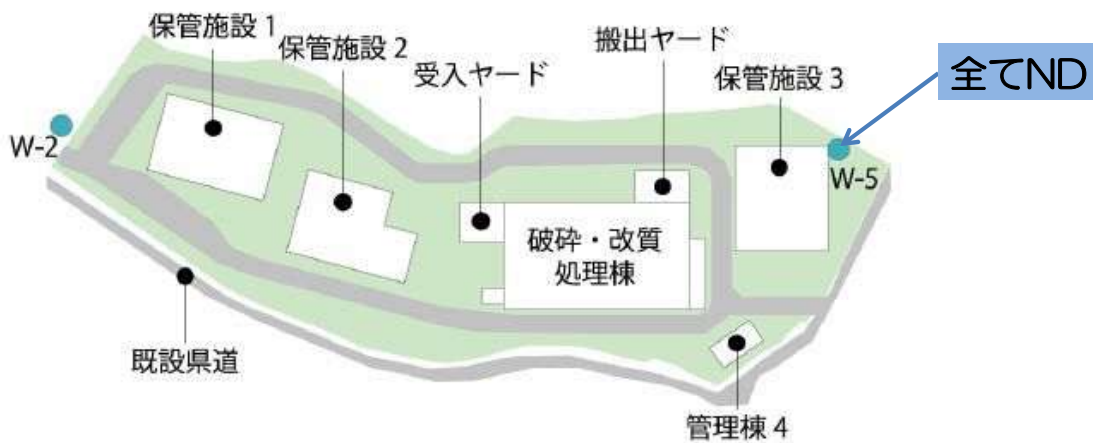 保管施設 1
保管施設 2
受入ヤード
搬出ヤード
保管施設 3
全てND
W-2
W-5
破砕・改質
処理棟
既設県道
管理棟 4